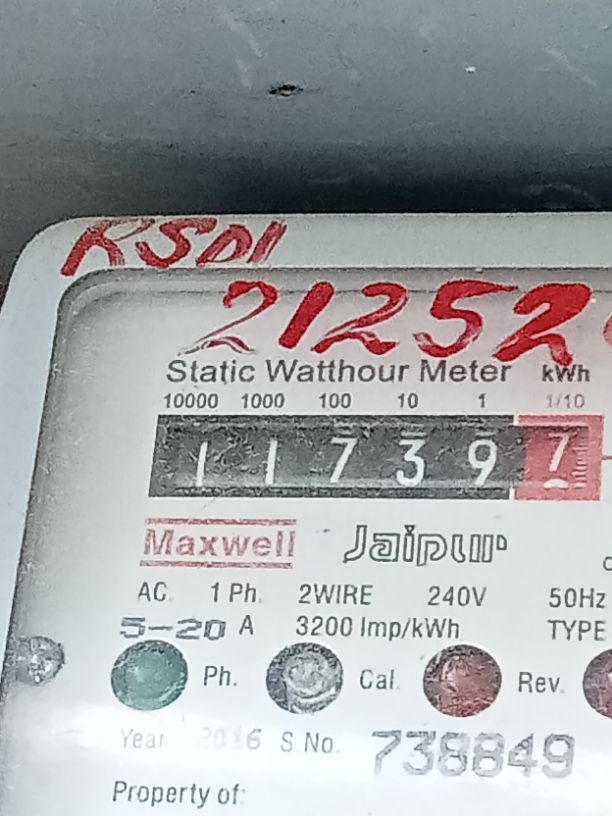 RSDI
21252
Static Watthour Meter kWh
10000 1000 100 10 1 1/10
1 1 7 3 9 7
Maxwell Jaipur
AC. 1 Ph. 2WIRE 240V 50Hz
5-20 A 3200 Imp/kWh TYPE
Ph. Cal. Rev.
Year 2016 S.No. 738849
Property of: